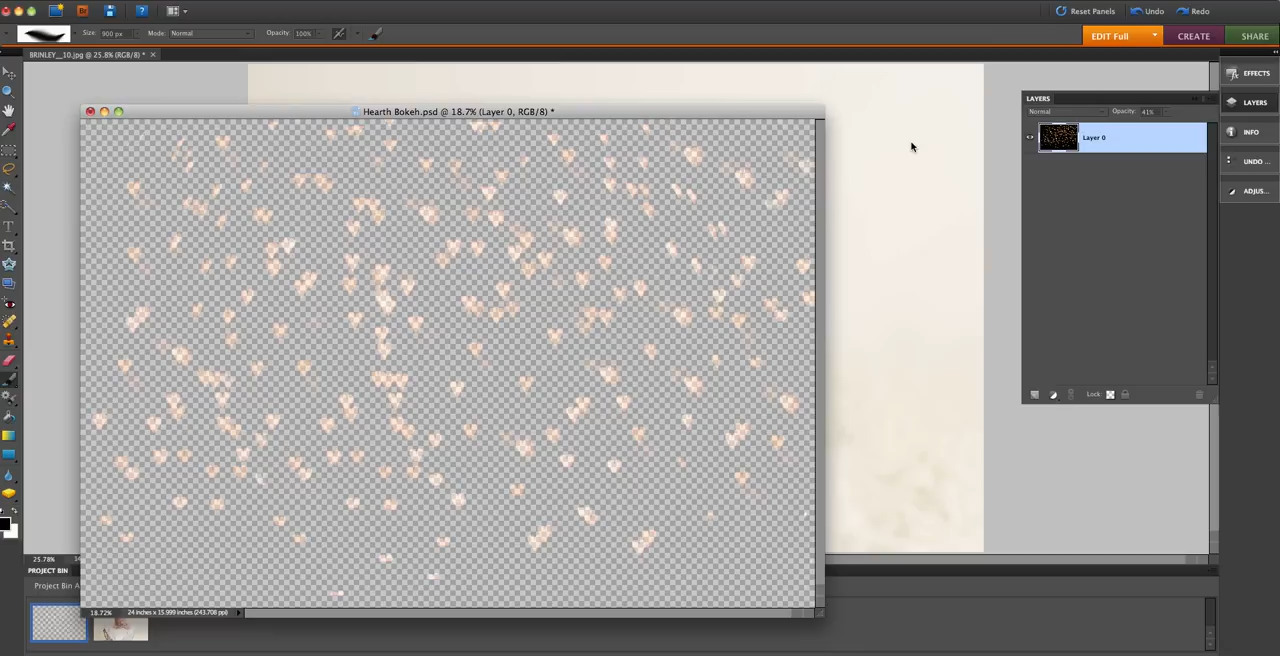 Reset Panels
Undo
Redo
Size: 900 px
Mode: Normal
Opacity: 100%
EDIT Full
CREATE
SHARE
BRINLEY__10.jpg @ 25.8% (RGB/8) *
EFFECTS
LAYERS
Normal
Opacity: 41%
LAYERS
Hearth Bokeh.psd @ 18.7% (Layer 0, RGB/8) *
Layer 0
INFO
UNDO ...
ADJUS...
Lock:
25.78%
PROJECT BIN
Project Bin A
18.72%
24 inches x 15.999 inches (243.708 ppi)